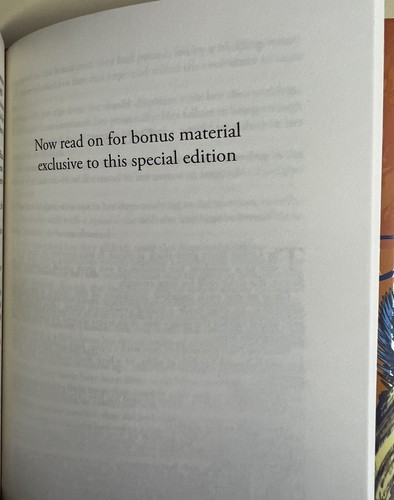 Now read on for bonus material
exclusive to this special edition